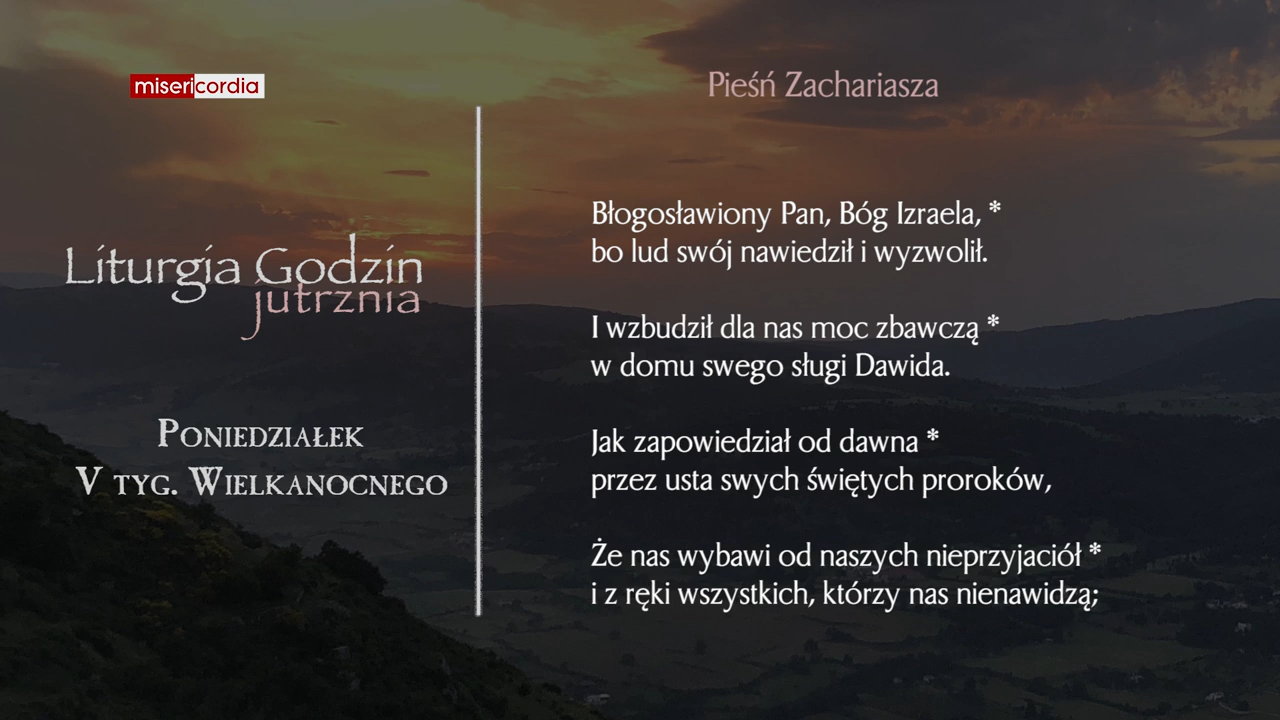 misericordia
Liturgia Godzin
jutrznia
Poniedziałek
V tyg. Wielkanocnego
Pieśń Zachariasza
Błogosławiony Pan, Bóg Izraela, *
bo lud swój nawiedził i wyzwolił.
I wzbudził dla nas moc zbawczą *
w domu swego sługi Dawida.
Jak zapowiedział od dawna *
przez usta swych świętych proroków,
Że nas wybawi od naszych nieprzyjaciół *
i z ręki wszystkich, którzy nas nienawidzą;